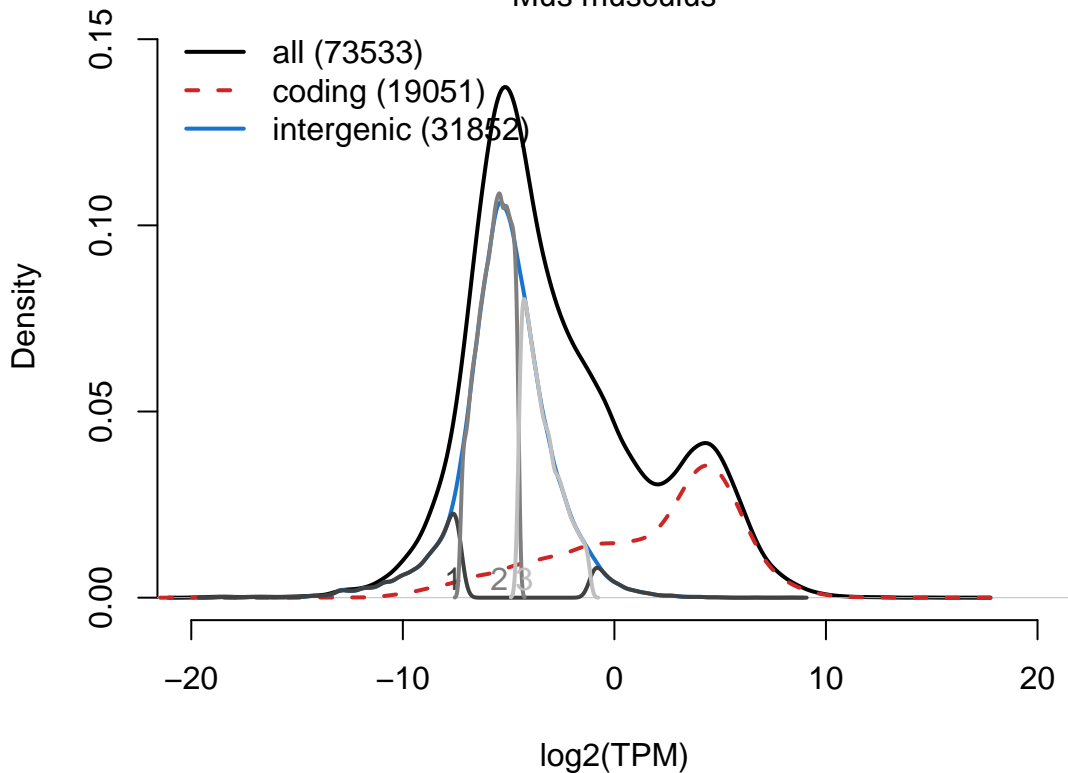 Mus musculus
0.15
all (73533)
coding (19051)
intergenic (31852)
0.10
Density
0.05
1 2 3
0.00
−20 −10 0 10 20
log2(TPM)